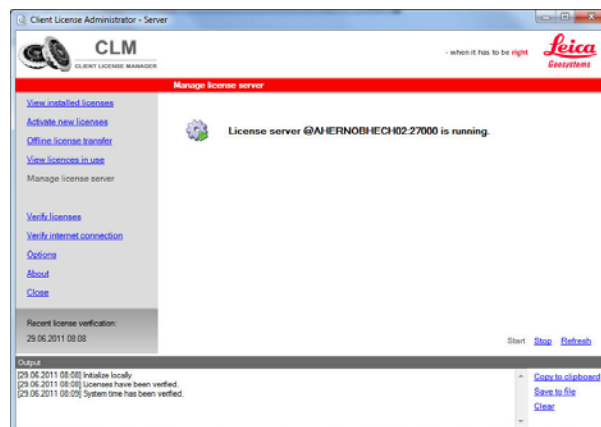 Client License Administrator - Server
CLM
CLIENT LICENSE MANAGER
- when it has to be right
Leica
Geosystems
Manage license server
View installed licenses
Activate new licenses
Offline license transfer
View licences in use
Manage license server
Verify licenses
Verify internet connection
Options
About
Close
License server @AHERNOBHECH02:27000 is running.
Recent license verification:
29.06.2011 08:08
Start Stop Refresh
Output
[29.06.2011 08:08] Initialize locally
[29.06.2011 08:08] Licenses have been verified.
[29.06.2011 08:09] System time has been verified.
Copy to clipboard
Save to file
Clear